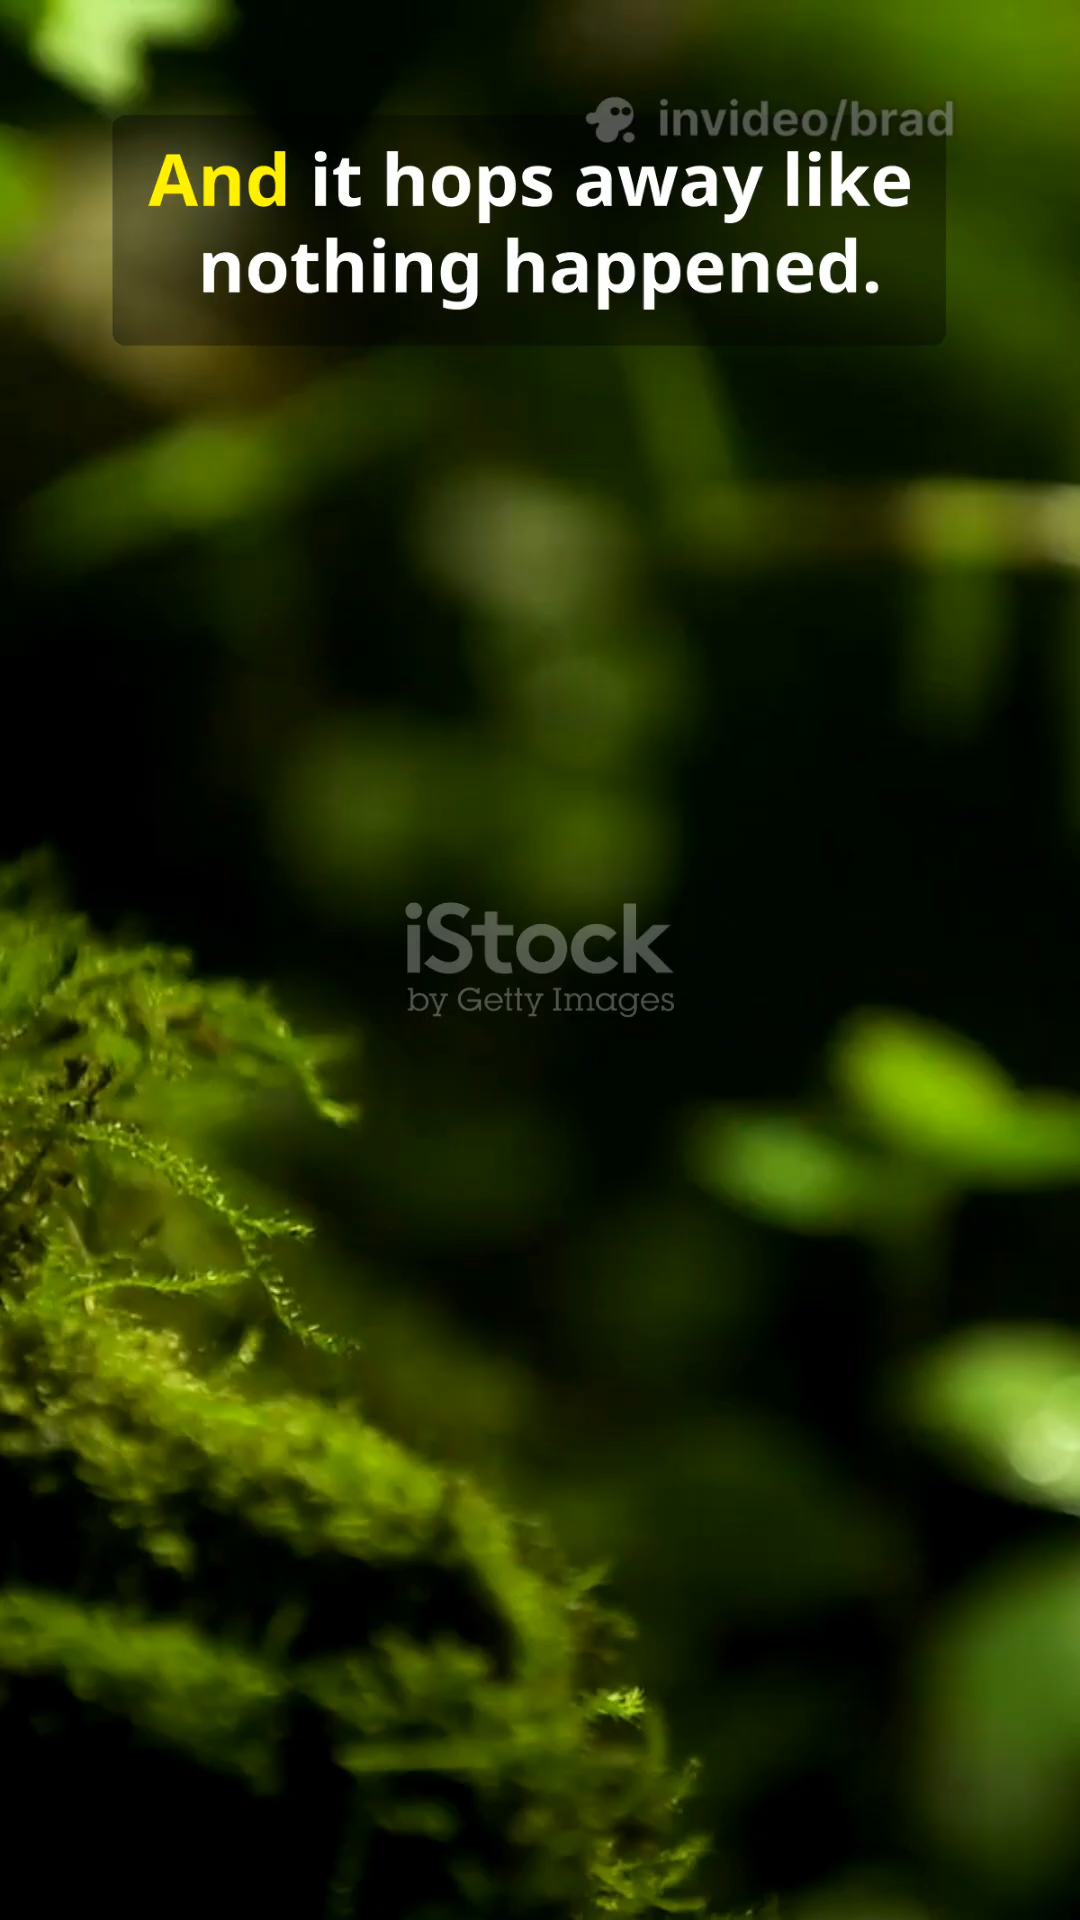 invideo/brad
And it hops away like
nothing happened.
iStock
by Getty Images